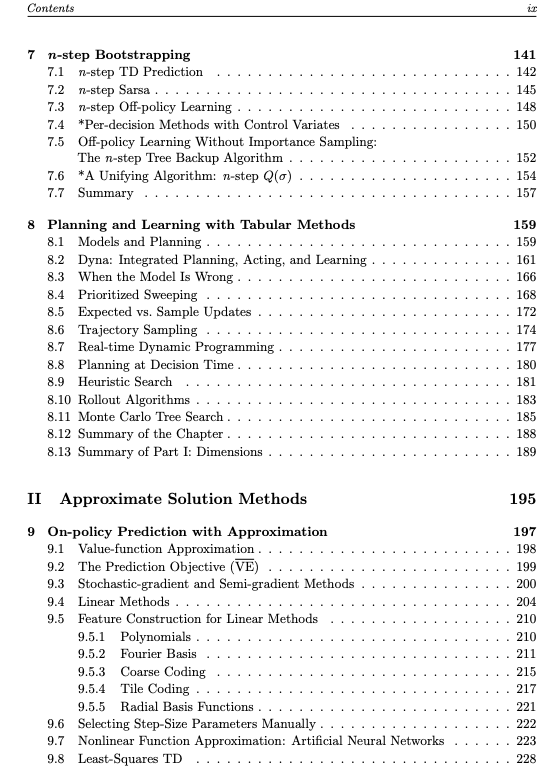 Contents ix
7 n-step Bootstrapping 141
7.1 n-step TD Prediction . . . . . . . . . . . . . . . . . . . . . . . . . . . . 142
7.2 n-step Sarsa . . . . . . . . . . . . . . . . . . . . . . . . . . . . . . . . . 145
7.3 n-step Off-policy Learning . . . . . . . . . . . . . . . . . . . . . . . . . 148
7.4 *Per-decision Methods with Control Variates . . . . . . . . . . . . . . . 150
7.5 Off-policy Learning Without Importance Sampling:
The n-step Tree Backup Algorithm . . . . . . . . . . . . . . . . . . . . . 152
7.6 *A Unifying Algorithm: n-step Q(σ) . . . . . . . . . . . . . . . . . . . . 154
7.7 Summary . . . . . . . . . . . . . . . . . . . . . . . . . . . . . . . . . . 157
8 Planning and Learning with Tabular Methods 159
8.1 Models and Planning . . . . . . . . . . . . . . . . . . . . . . . . . . . . 159
8.2 Dyna: Integrated Planning, Acting, and Learning . . . . . . . . . . . . . 161
8.3 When the Model Is Wrong . . . . . . . . . . . . . . . . . . . . . . . . . 166
8.4 Prioritized Sweeping . . . . . . . . . . . . . . . . . . . . . . . . . . . . 168
8.5 Expected vs. Sample Updates . . . . . . . . . . . . . . . . . . . . . . . . 172
8.6 Trajectory Sampling . . . . . . . . . . . . . . . . . . . . . . . . . . . . . 174
8.7 Real-time Dynamic Programming . . . . . . . . . . . . . . . . . . . . . . 177
8.8 Planning at Decision Time . . . . . . . . . . . . . . . . . . . . . . . . . 180
8.9 Heuristic Search . . . . . . . . . . . . . . . . . . . . . . . . . . . . . . 181
8.10 Rollout Algorithms . . . . . . . . . . . . . . . . . . . . . . . . . . . . . 183
8.11 Monte Carlo Tree Search . . . . . . . . . . . . . . . . . . . . . . . . . . 185
8.12 Summary of the Chapter . . . . . . . . . . . . . . . . . . . . . . . . . . 188
8.13 Summary of Part I: Dimensions . . . . . . . . . . . . . . . . . . . . . . . 189
II Approximate Solution Methods 195
9 On-policy Prediction with Approximation 197
9.1 Value-function Approximation . . . . . . . . . . . . . . . . . . . . . . . . 198
9.2 The Prediction Objective (V̅E̅) . . . . . . . . . . . . . . . . . . . . . . . 199
9.3 Stochastic-gradient and Semi-gradient Methods . . . . . . . . . . . . . . 200
9.4 Linear Methods . . . . . . . . . . . . . . . . . . . . . . . . . . . . . . . 204
9.5 Feature Construction for Linear Methods . . . . . . . . . . . . . . . . . . 210
9.5.1 Polynomials . . . . . . . . . . . . . . . . . . . . . . . . . . . . . 210
9.5.2 Fourier Basis . . . . . . . . . . . . . . . . . . . . . . . . . . . . 211
9.5.3 Coarse Coding . . . . . . . . . . . . . . . . . . . . . . . . . . . . 215
9.5.4 Tile Coding . . . . . . . . . . . . . . . . . . . . . . . . . . . . . 217
9.5.5 Radial Basis Functions . . . . . . . . . . . . . . . . . . . . . . . . 221
9.6 Selecting Step-Size Parameters Manually . . . . . . . . . . . . . . . . . . 222
9.7 Nonlinear Function Approximation: Artificial Neural Networks . . . . . . 223
9.8 Least-Squares TD . . . . . . . . . . . . . . . . . . . . . . . . . . . . . . 228